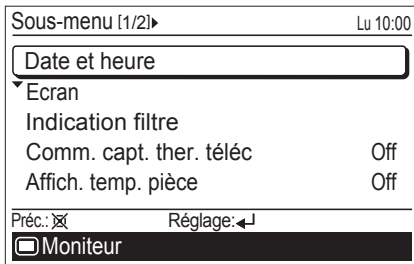 Sous-menu [1/2]▸ Lu 10:00
Date et heure
Ecran
Indication filtre
Comm. capt. ther. téléc Off
Affich. temp. pièce Off
Préc.: Réglage:↵
Moniteur